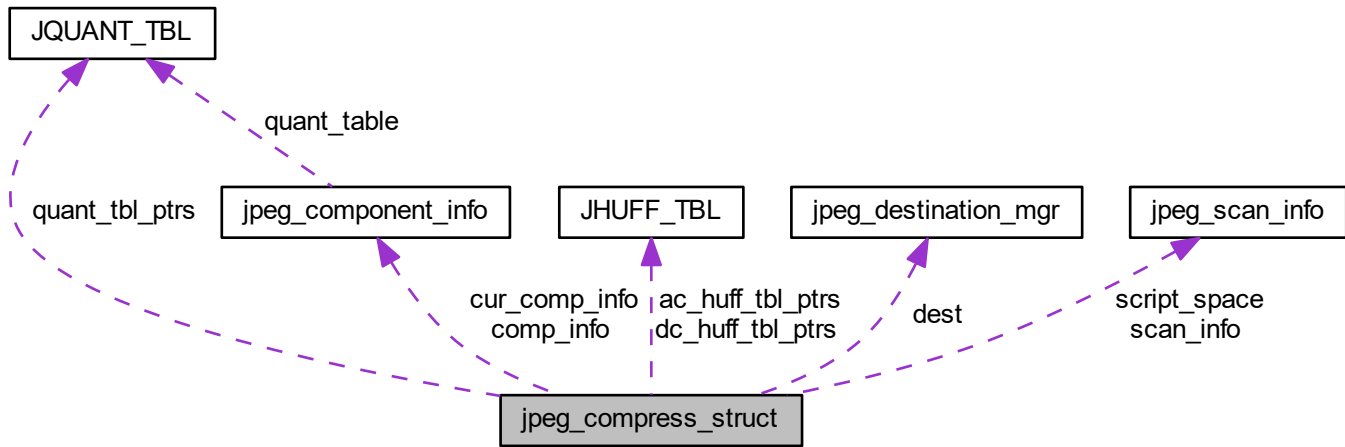 JQUANT_TBL
quant_table
quant_tbl_ptrs
jpeg_component_info
JHUFF_TBL
jpeg_destination_mgr
jpeg_scan_info
cur_comp_info
comp_info
ac_huff_tbl_ptrs
dc_huff_tbl_ptrs
dest
script_space
scan_info
jpeg_compress_struct